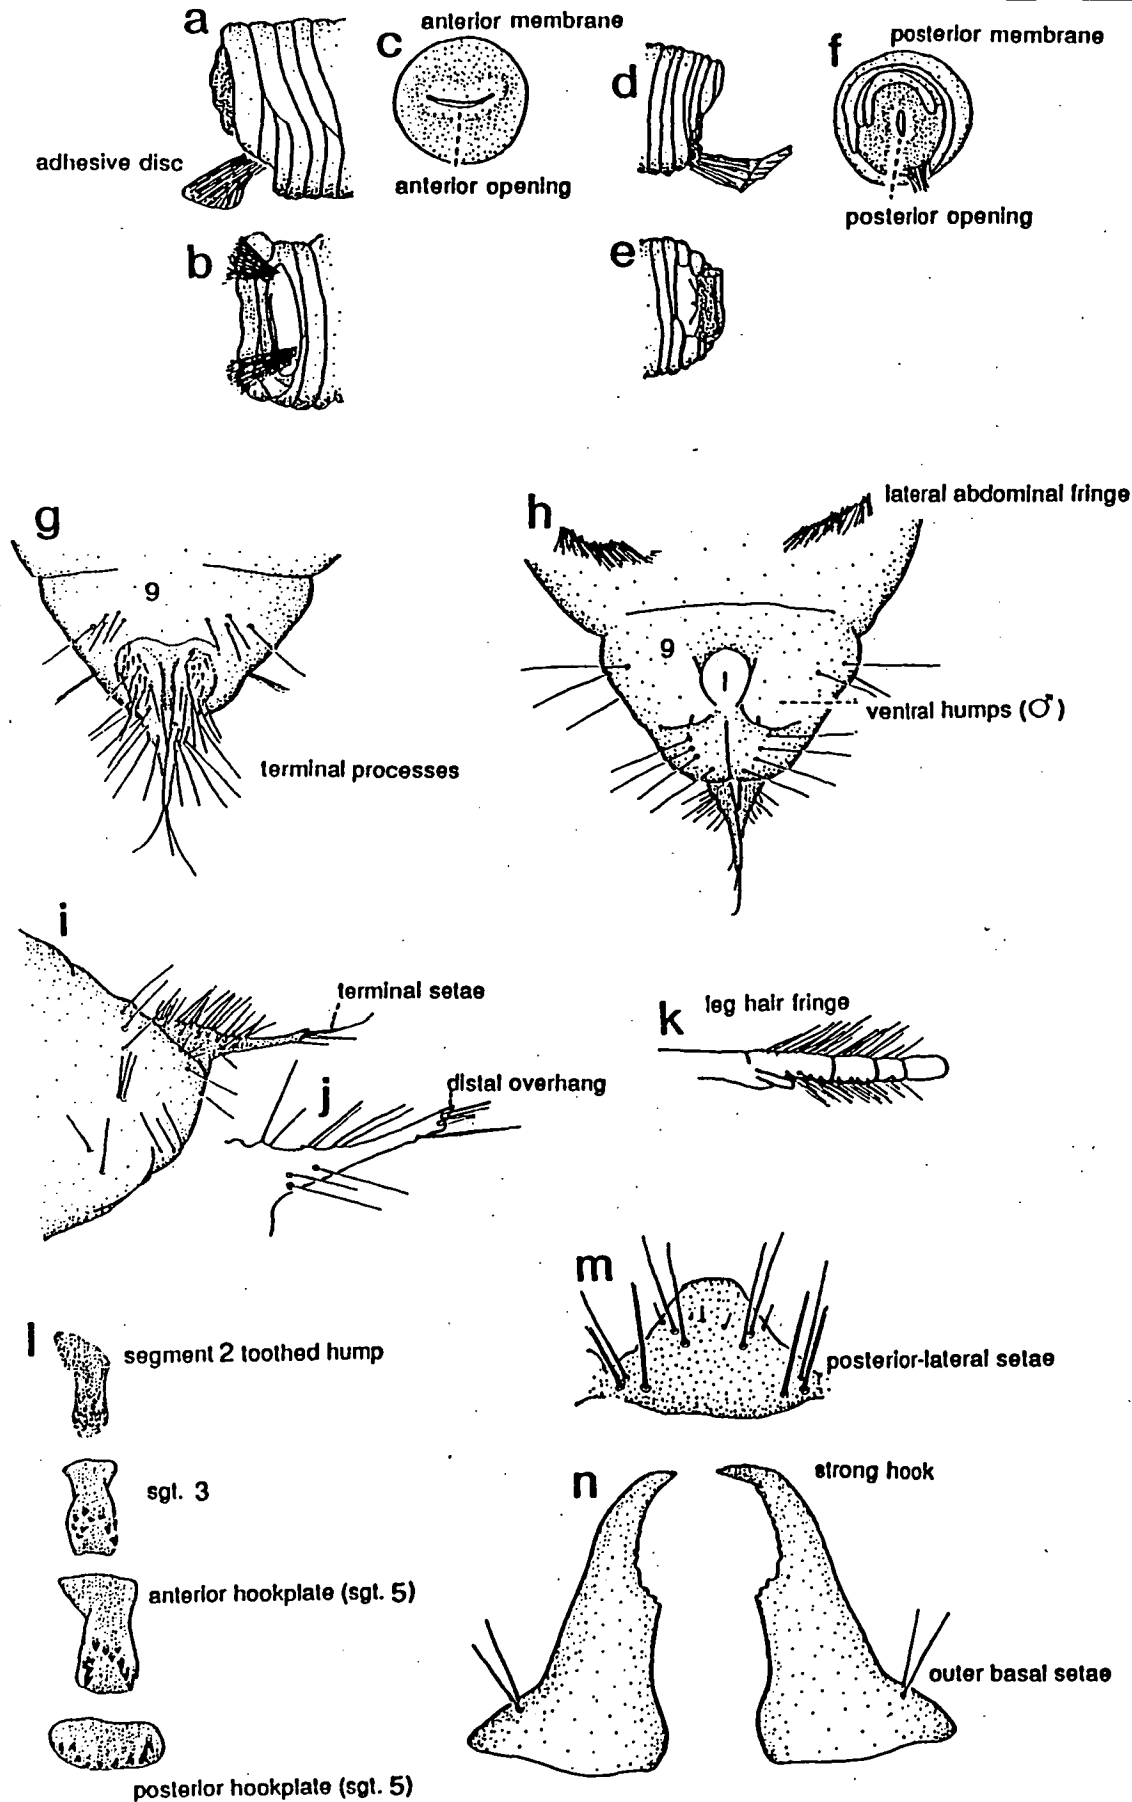 a
anterior membrane
c
d
f
posterior membrane
adhesive disc
anterior opening
posterior opening
b
e
g
9
terminal processes
h
lateral abdominal fringe
9
ventral humps (♂)
i
terminal setae
j
distal overhang
k
leg hair fringe
l
segment 2 toothed hump
sgt. 3
anterior hookplate (sgt. 5)
posterior hookplate (sgt. 5)
m
posterior-lateral setae
n
strong hook
outer basal setae